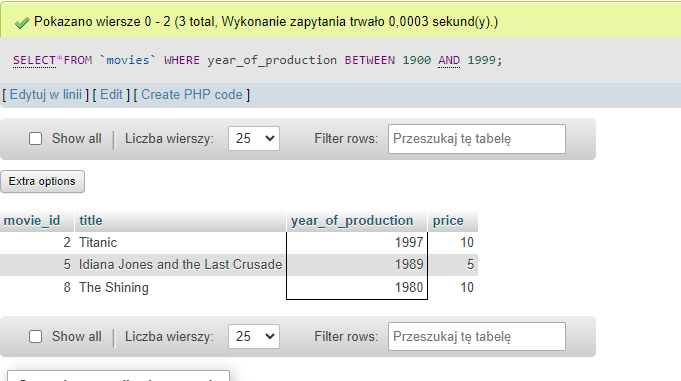 Pokazano wiersze 0 - 2 (3 total, Wykonanie zapytania trwało 0,0003 sekund(y).)
SELECT*FROM `movies` WHERE year_of_production BETWEEN 1900 AND 1999;
[ Edytuj w linii ] [ Edit ] [ Create PHP code ]
Show all | Liczba wierszy: 25 Filter rows: Przeszukaj tę tabelę
Extra options
movie_id title year_of_production price
2 Titanic 1997 10
5 Idiana Jones and the Last Crusade 1989 5
8 The Shining 1980 10
Show all | Liczba wierszy: 25 Filter rows: Przeszukaj tę tabelę